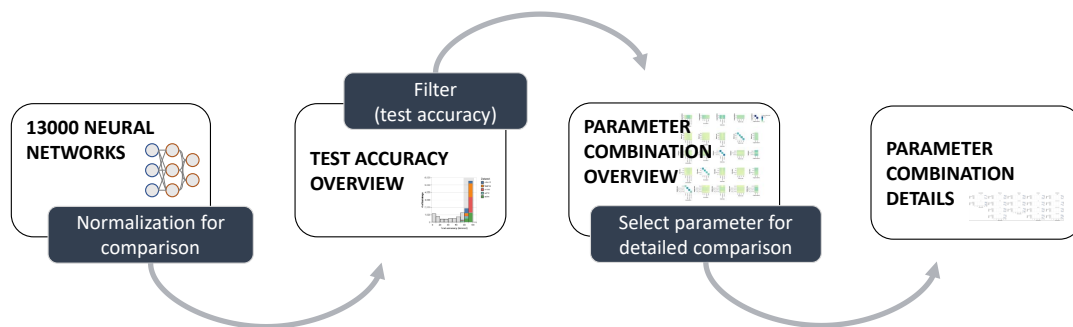 13000 NEURAL
NETWORKS
Normalization for
comparison
Filter
(test accuracy)
TEST ACCURACY
OVERVIEW
PARAMETER
COMBINATION
OVERVIEW
Select parameter for
detailed comparison
PARAMETER
COMBINATION
DETAILS